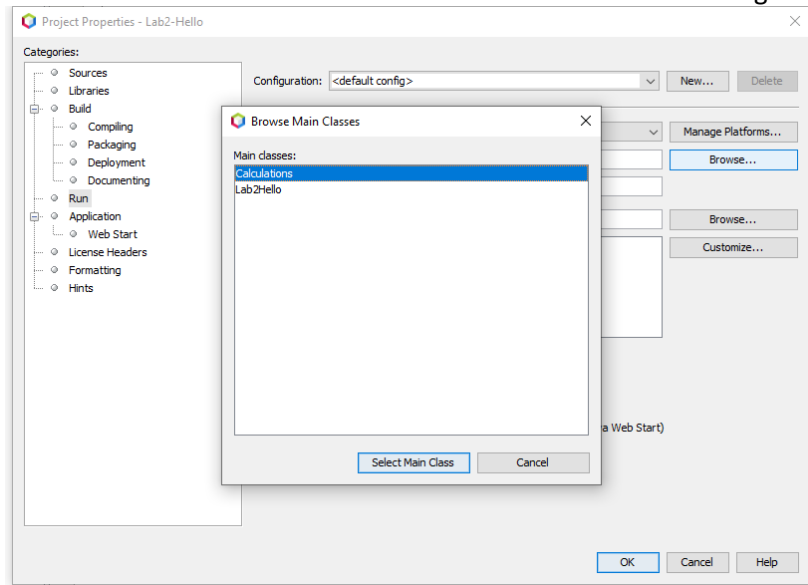 Project Properties - Lab2-Hello
Categories:
Sources
Libraries
Build
Compiling
Packaging
Deployment
Documenting
Run
Application
Web Start
License Headers
Formatting
Hints
Configuration: <default config> New... Delete
Manage Platforms...
Browse...
Browse...
Customize...
Browse Main Classes
Main classes:
Calculations
Lab2Hello
Select Main Class Cancel
a Web Start)
OK Cancel Help